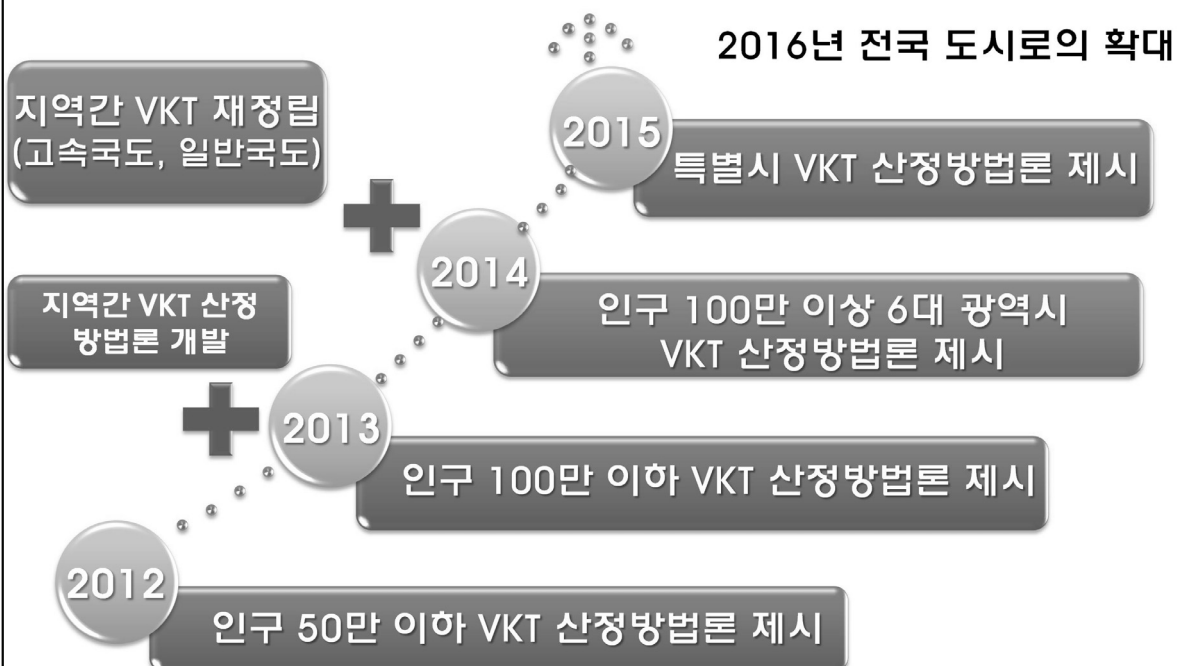 2016년 전국 도시로의 확대
지역간 VKT 재정립
(고속국도, 일반국도)
2015
특별시 VKT 산정방법론 제시
2014
인구 100만 이상 6대 광역시
VKT 산정방법론 제시
지역간 VKT 산정
방법론 개발
2013
인구 100만 이하 VKT 산정방법론 제시
2012
인구 50만 이하 VKT 산정방법론 제시